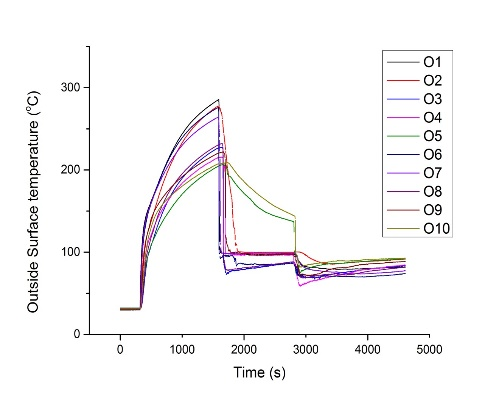 300
200
100
0
0
1000
2000
3000
4000
5000
Outside Surface temperature (°C)
Time (s)
O1
O2
O3
O4
O5
O6
O7
O8
O9
O10